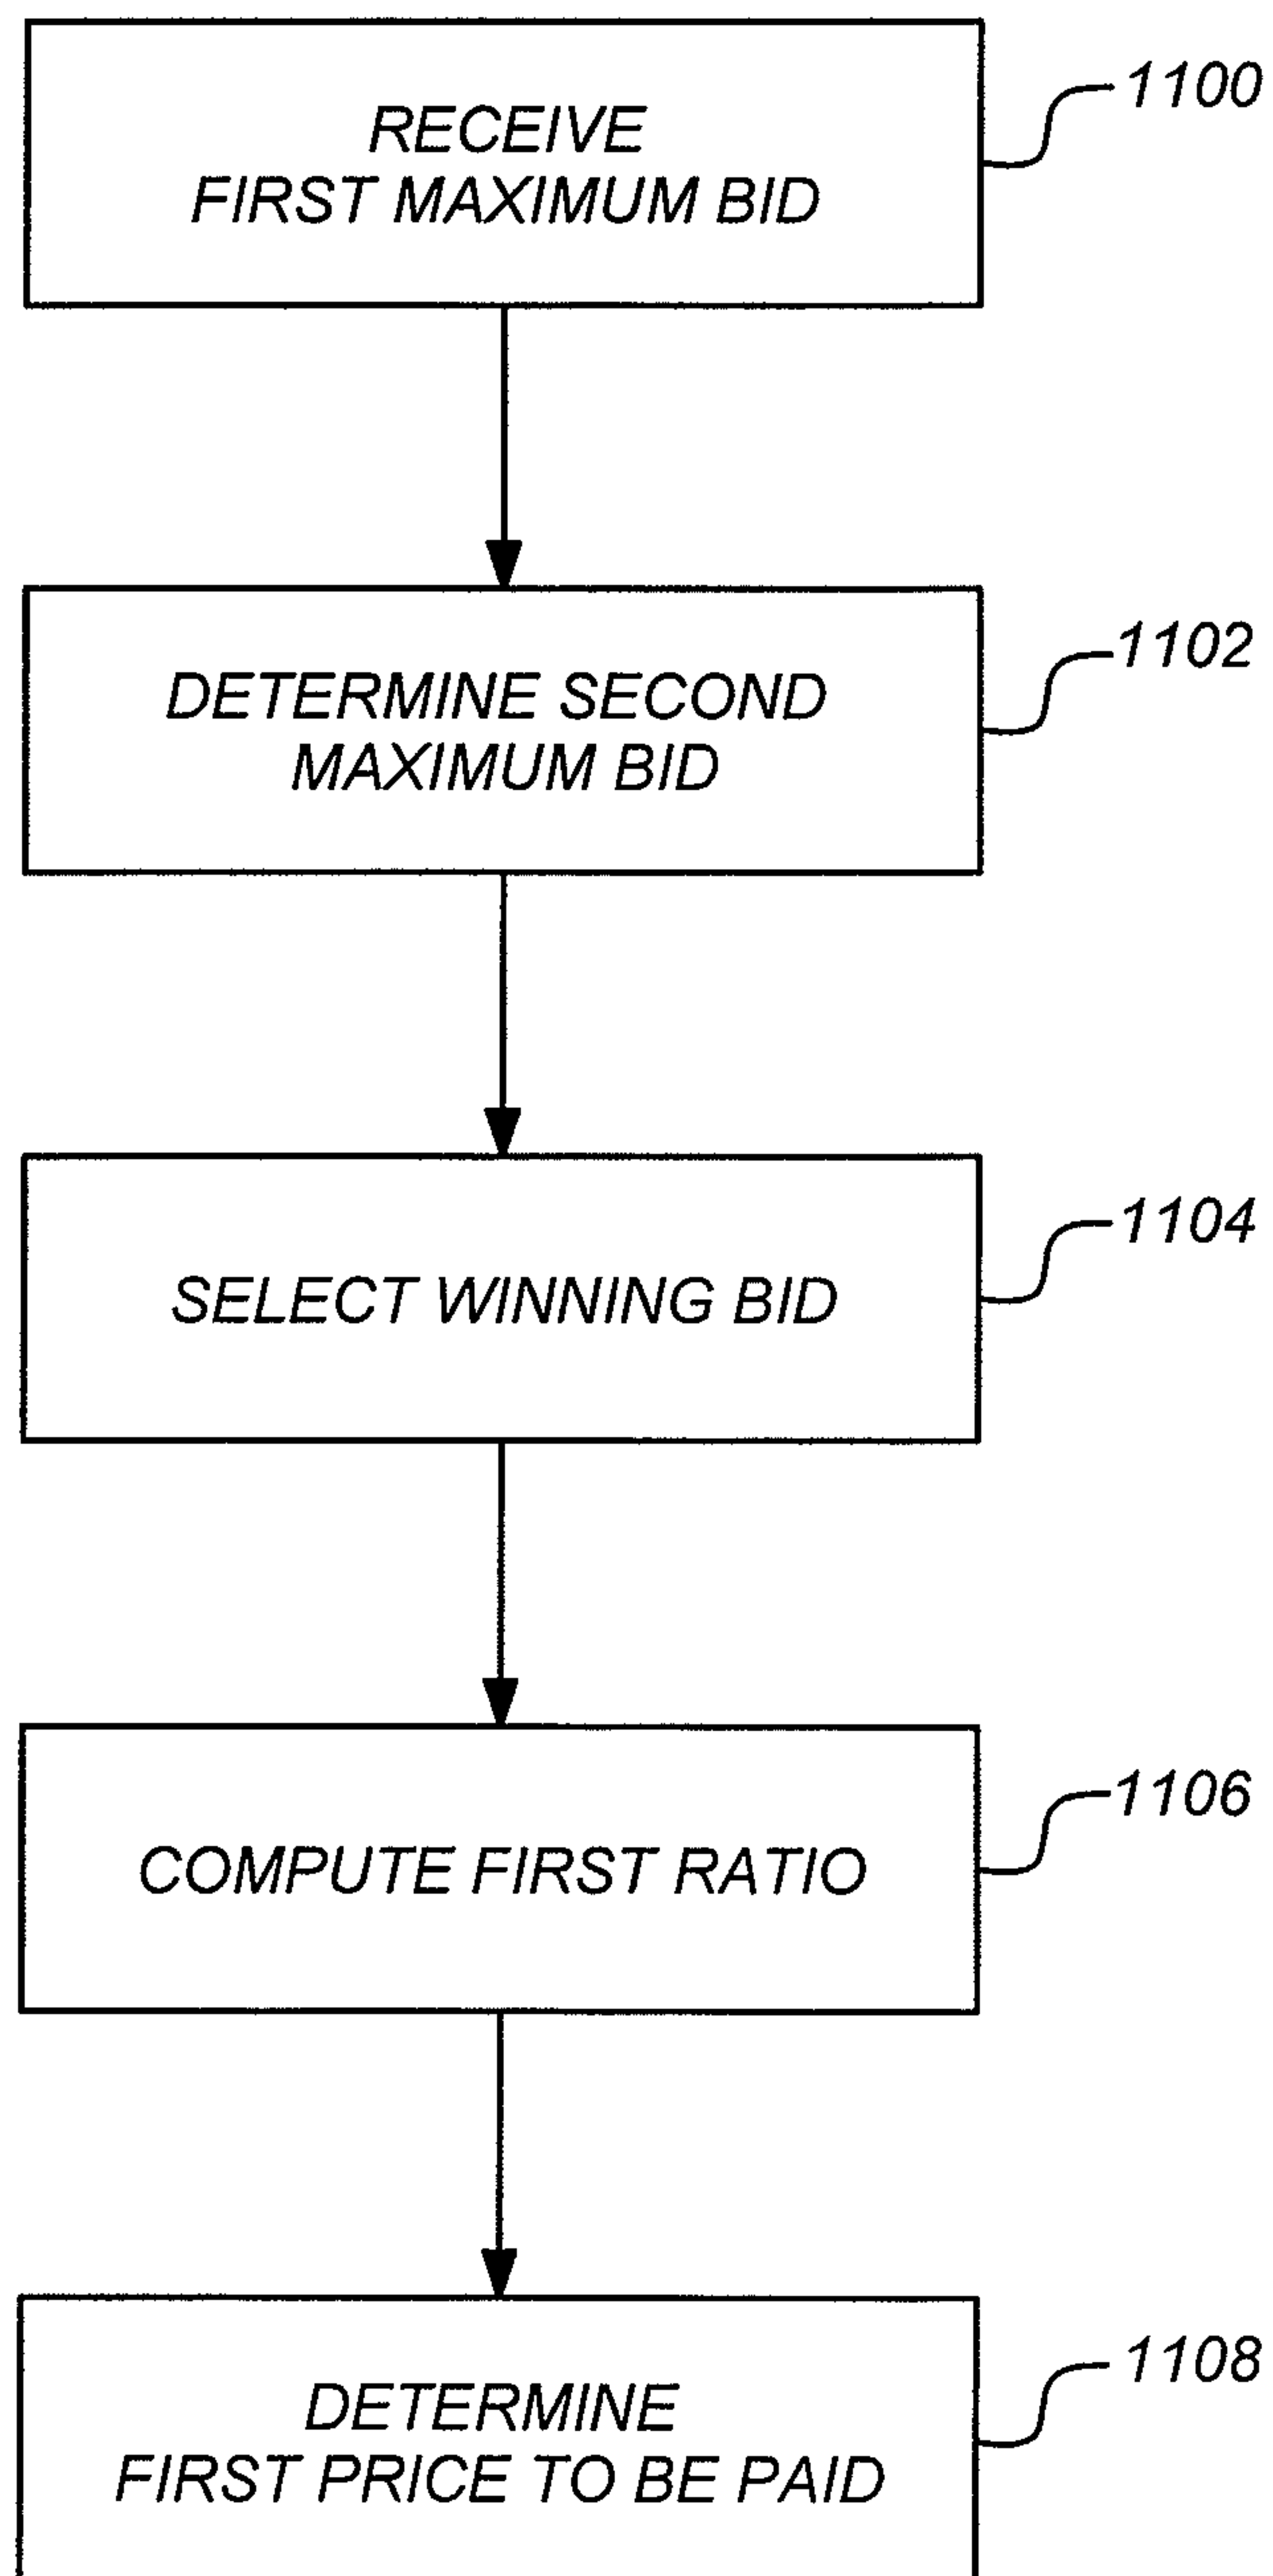 RECEIVE
FIRST MAXIMUM BID
1100
DETERMINE SECOND
MAXIMUM BID
1102
SELECT WINNING BID
1104
COMPUTE FIRST RATIO
1106
DETERMINE
FIRST PRICE TO BE PAID
1108